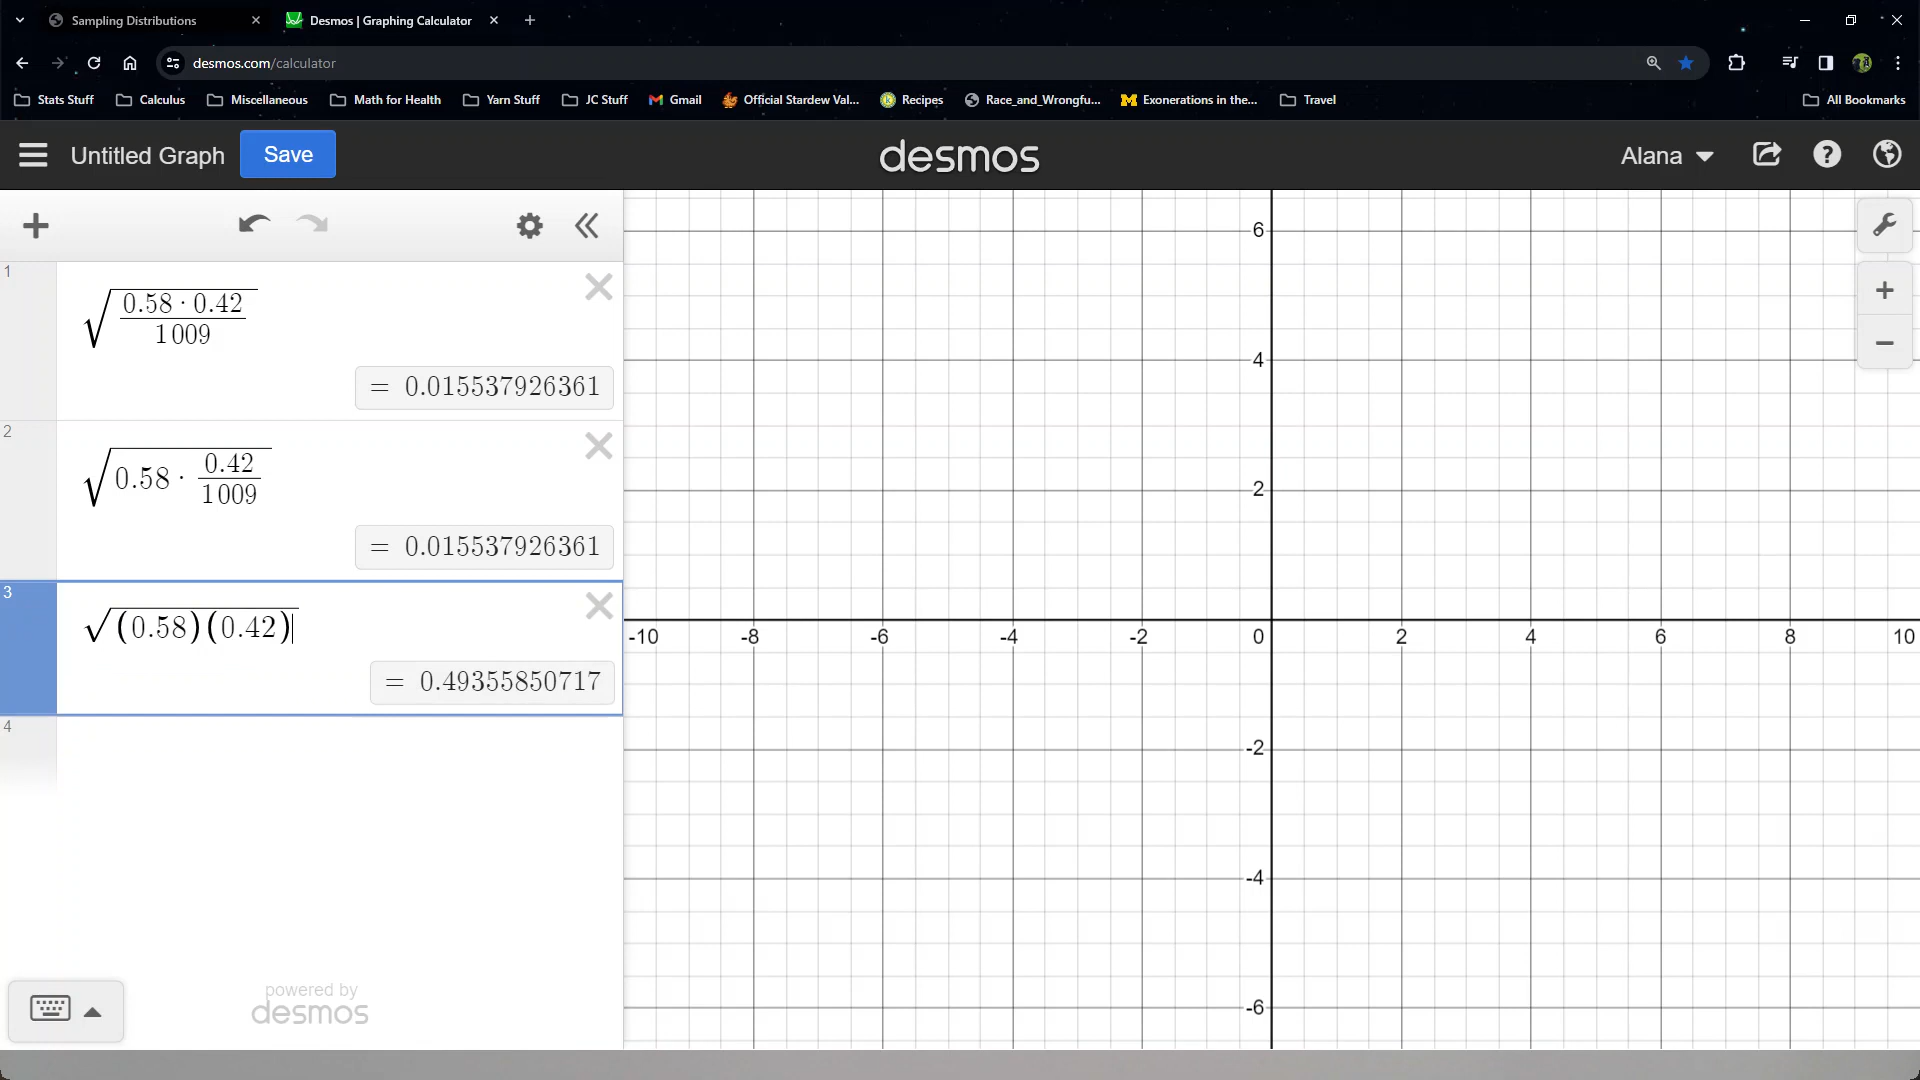 Sampling Distributions
Desmos | Graphing Calculator
desmos.com/calculator
Stats Stuff
Calculus
Miscellaneous
Math for Health
Yarn Stuff
JC Stuff
Gmail
Official Stardew Val...
Recipes
Race_and_Wrongfu...
Exonerations in the...
Travel
All Bookmarks
Untitled Graph
Save
desmos
Alana
1
√(0.58 · 0.42 / 1009)
= 0.015537926361
2
√(0.58 · 0.42 / 1009)
= 0.015537926361
3
√(0.58)(0.42)
= 0.49355850717
4
powered by
desmos
6
4
2
-10 -8 -6 -4 -2 0 2 4 6 8 10
-2
-4
-6